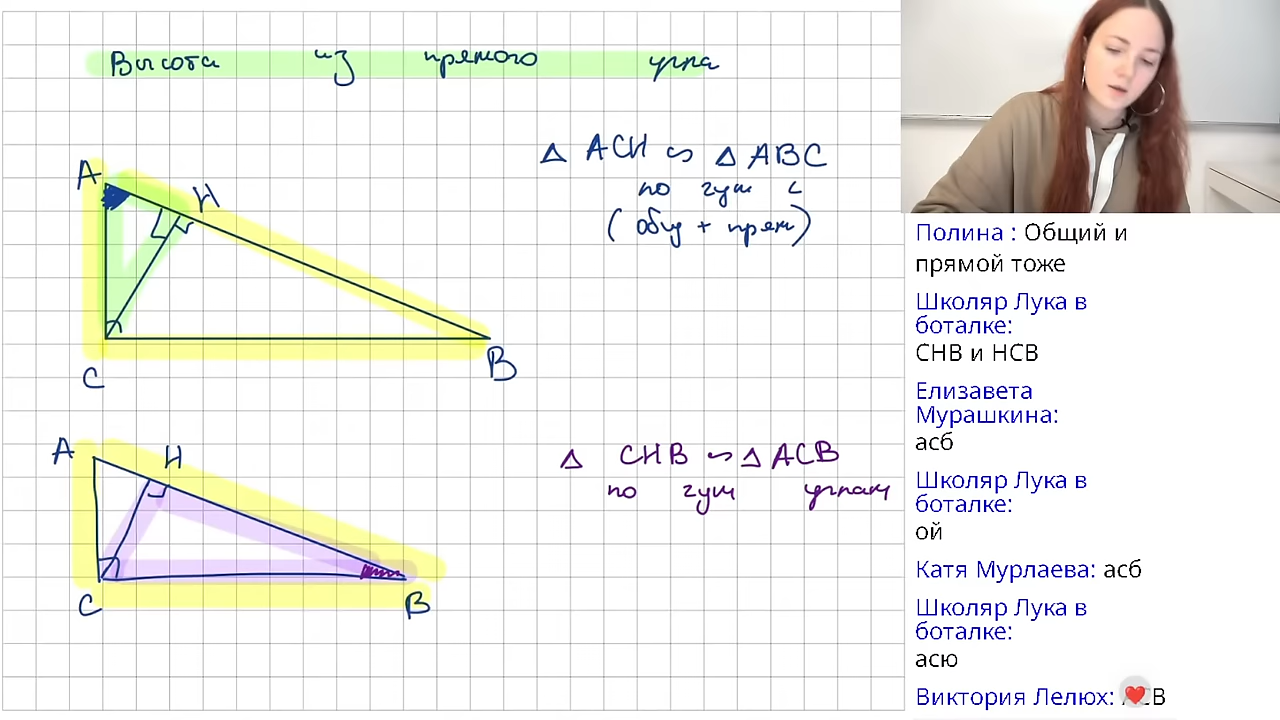 Высота из прямого угла
A
H
C
B
△ ACH ∽ △ ABC
по двум ∠
(общ + прям)
A
H
C
B
△ CHB ∽ △ ACB
по двум углам
Полина : Общий и
прямой тоже
Школяр Лука в
боталке:
СНВ и НСВ
Елизавета
Мурашкина:
асб
Школяр Лука в
боталке:
ой
Катя Мурлаева: асб
Школяр Лука в
боталке:
асю
Виктория Лелюх: